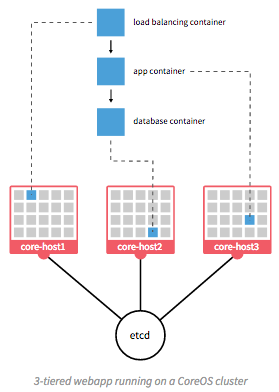 load balancing container
app container
database container
core-host1
core-host2
core-host3
etcd
3-tiered webapp running on a CoreOS cluster